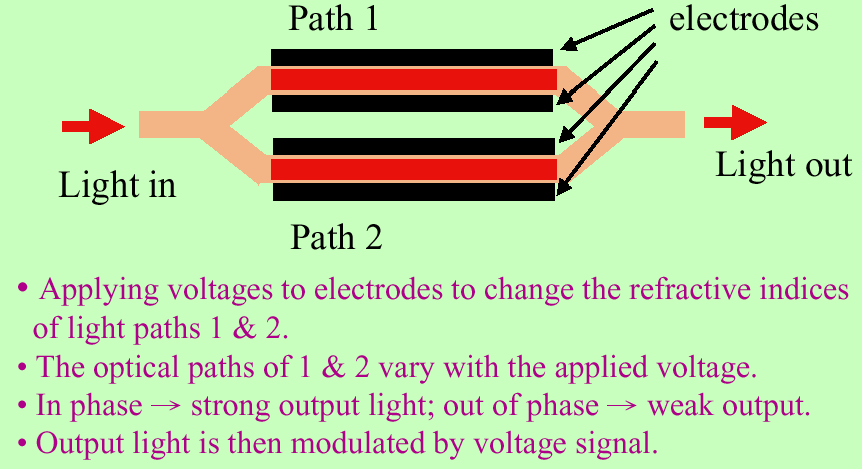 Path 1
electrodes
Light in
Light out
Path 2
• Applying voltages to electrodes to change the refractive indices
of light paths 1 & 2.
• The optical paths of 1 & 2 vary with the applied voltage.
• In phase → strong output light; out of phase → weak output.
• Output light is then modulated by voltage signal.